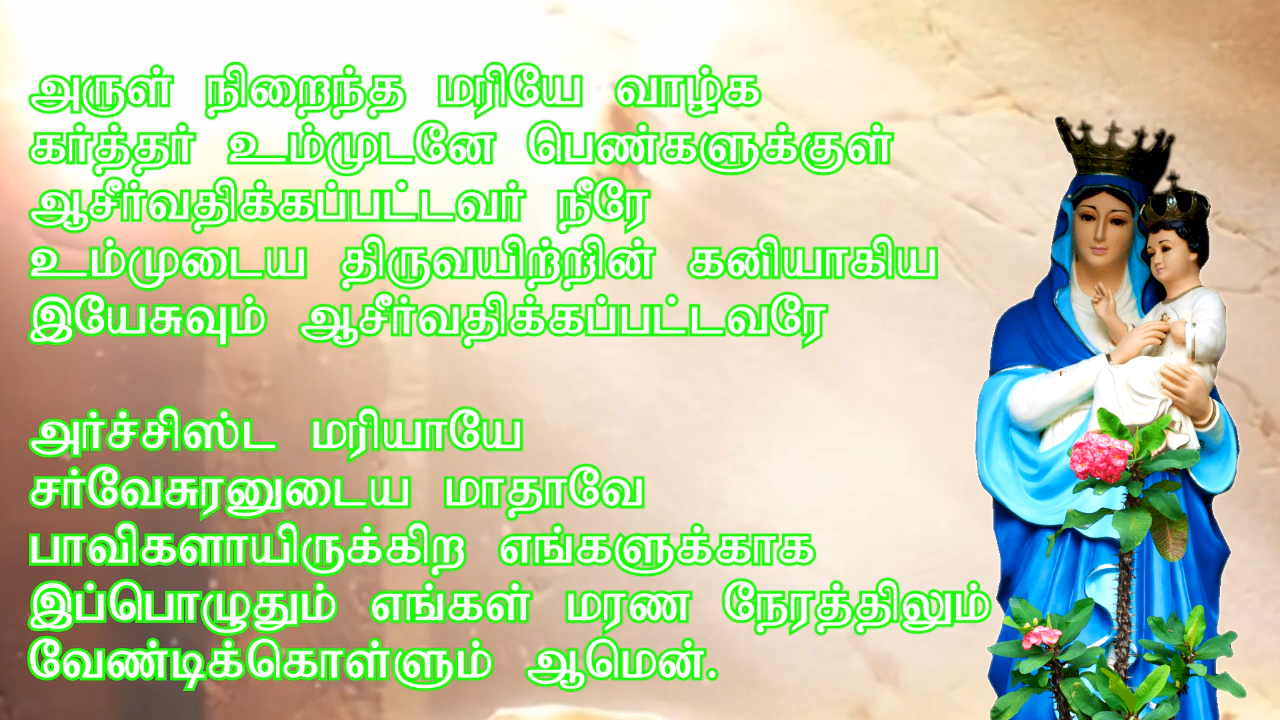 அருள் நிறைந்த மரியே வாழ்க
கர்த்தர் உம்முடனே பெண்களுக்குள்
ஆசீர்வதிக்கப்பட்டவர் நீரே
உம்முடைய திருவயிற்றின் கனியாகிய
இயேசுவும் ஆசீர்வதிக்கப்பட்டவரே
அர்ச்சிஸ்ட மரியாயே
சர்வேசுரனுடைய மாதாவே
பாவிகளாயிருக்கிற எங்களுக்காக
இப்பொழுதும் எங்கள் மரண நேரத்திலும்
வேண்டிக்கொள்ளும் ஆமென்.